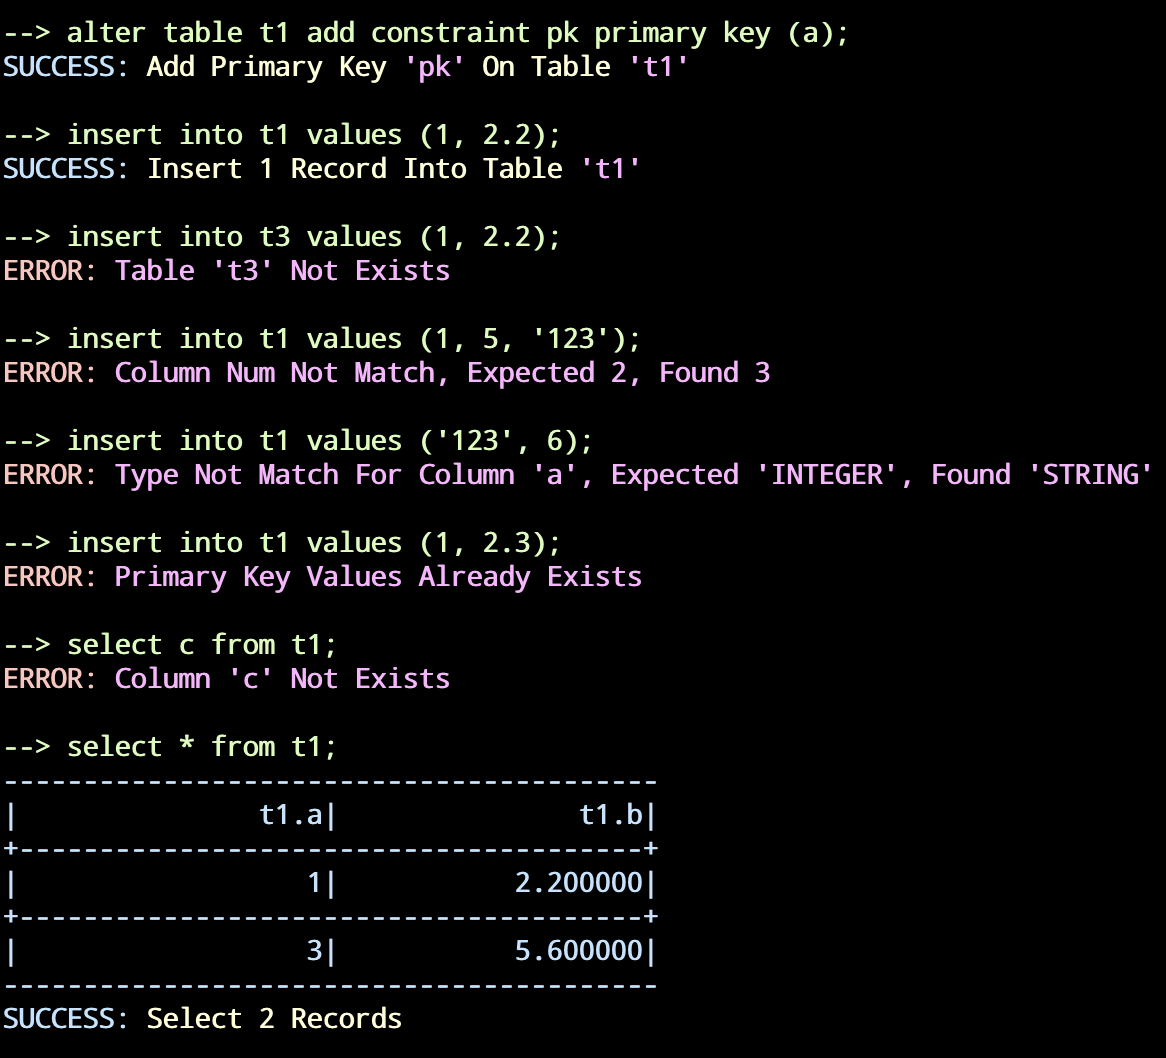 --> alter table t1 add constraint pk primary key (a);
SUCCESS: Add Primary Key 'pk' On Table 't1'
--> insert into t1 values (1, 2.2);
SUCCESS: Insert 1 Record Into Table 't1'
--> insert into t3 values (1, 2.2);
ERROR: Table 't3' Not Exists
--> insert into t1 values (1, 5, '123');
ERROR: Column Num Not Match, Expected 2, Found 3
--> insert into t1 values ('123', 6);
ERROR: Type Not Match For Column 'a', Expected 'INTEGER', Found 'STRING'
--> insert into t1 values (1, 2.3);
ERROR: Primary Key Values Already Exists
--> select c from t1;
ERROR: Column 'c' Not Exists
--> select * from t1;
-----------------------------------------
|               t1.a|               t1.b|
+---------------------------------------+
|                  1|           2.200000|
+---------------------------------------+
|                  3|           5.600000|
-----------------------------------------
SUCCESS: Select 2 Records